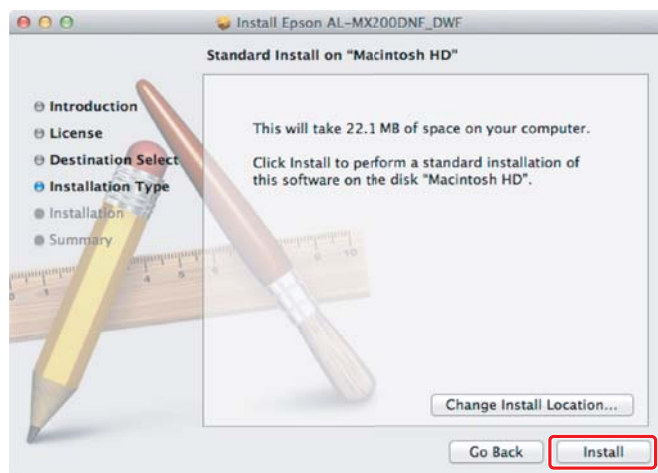 Install Epson AL-MX200DNF_DWF
Standard Install on "Macintosh HD"
Introduction
License
Destination Select
Installation Type
Installation
Summary
This will take 22.1 MB of space on your computer.
Click Install to perform a standard installation of
this software on the disk "Macintosh HD".
Change Install Location...
Go Back
Install